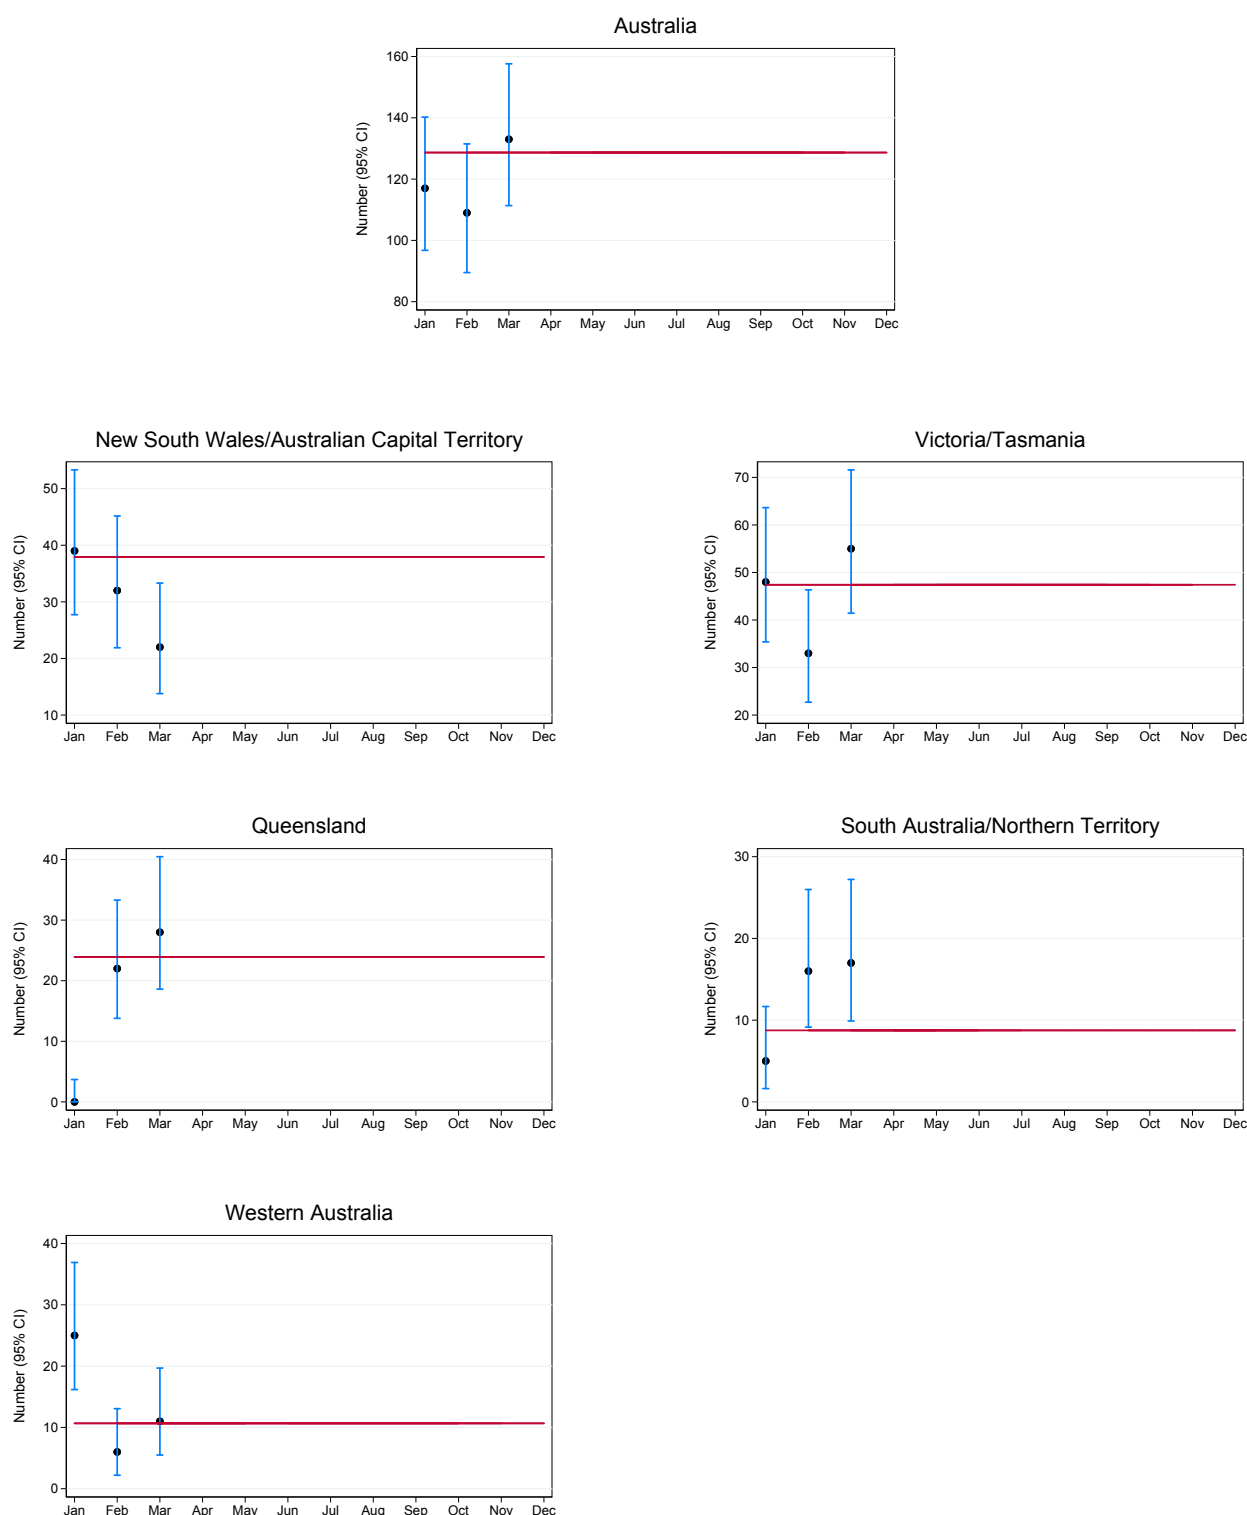 Australia
Number (95% CI)
160
140
120
100
80
Jan Feb Mar Apr May Jun Jul Aug Sep Oct Nov Dec
New South Wales/Australian Capital Territory
Number (95% CI)
50
40
30
20
10
Jan Feb Mar Apr May Jun Jul Aug Sep Oct Nov Dec
Victoria/Tasmania
Number (95% CI)
70
60
50
40
30
20
Jan Feb Mar Apr May Jun Jul Aug Sep Oct Nov Dec
Queensland
Number (95% CI)
40
30
20
10
0
Jan Feb Mar Apr May Jun Jul Aug Sep Oct Nov Dec
South Australia/Northern Territory
Number (95% CI)
30
20
10
0
Jan Feb Mar Apr May Jun Jul Aug Sep Oct Nov Dec
Western Australia
Number (95% CI)
40
30
20
10
0
Jan Feb Mar Apr May Jun Jul Aug Sep Oct Nov Dec